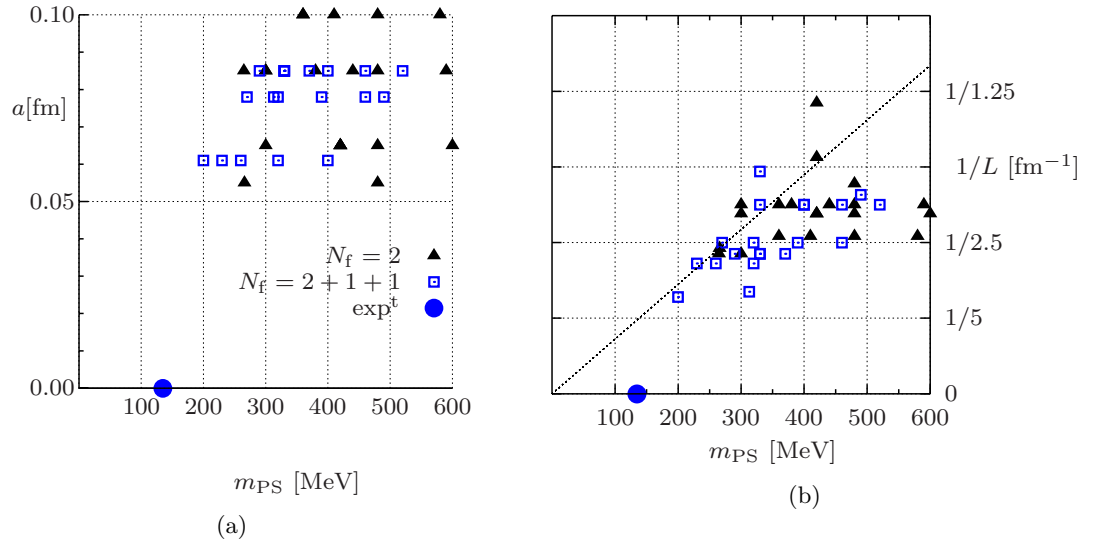 0.10
a[fm]
0.05
N_f = 2
N_f = 2 + 1 + 1
exp^t
0.00
100 200 300 400 500 600
m_PS [MeV]
(a)
1/1.25
1/L [fm^−1]
1/2.5
1/5
0
100 200 300 400 500 600
m_PS [MeV]
(b)